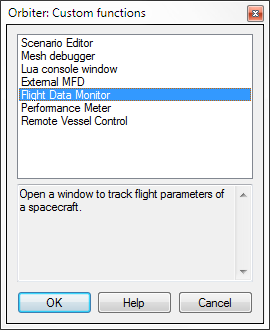 Orbiter: Custom functions
Scenario Editor
Mesh debugger
Lua console window
External MFD
Flight Data Monitor
Performance Meter
Remote Vessel Control
Open a window to track flight parameters of
a spacecraft.
OK
Help
Cancel